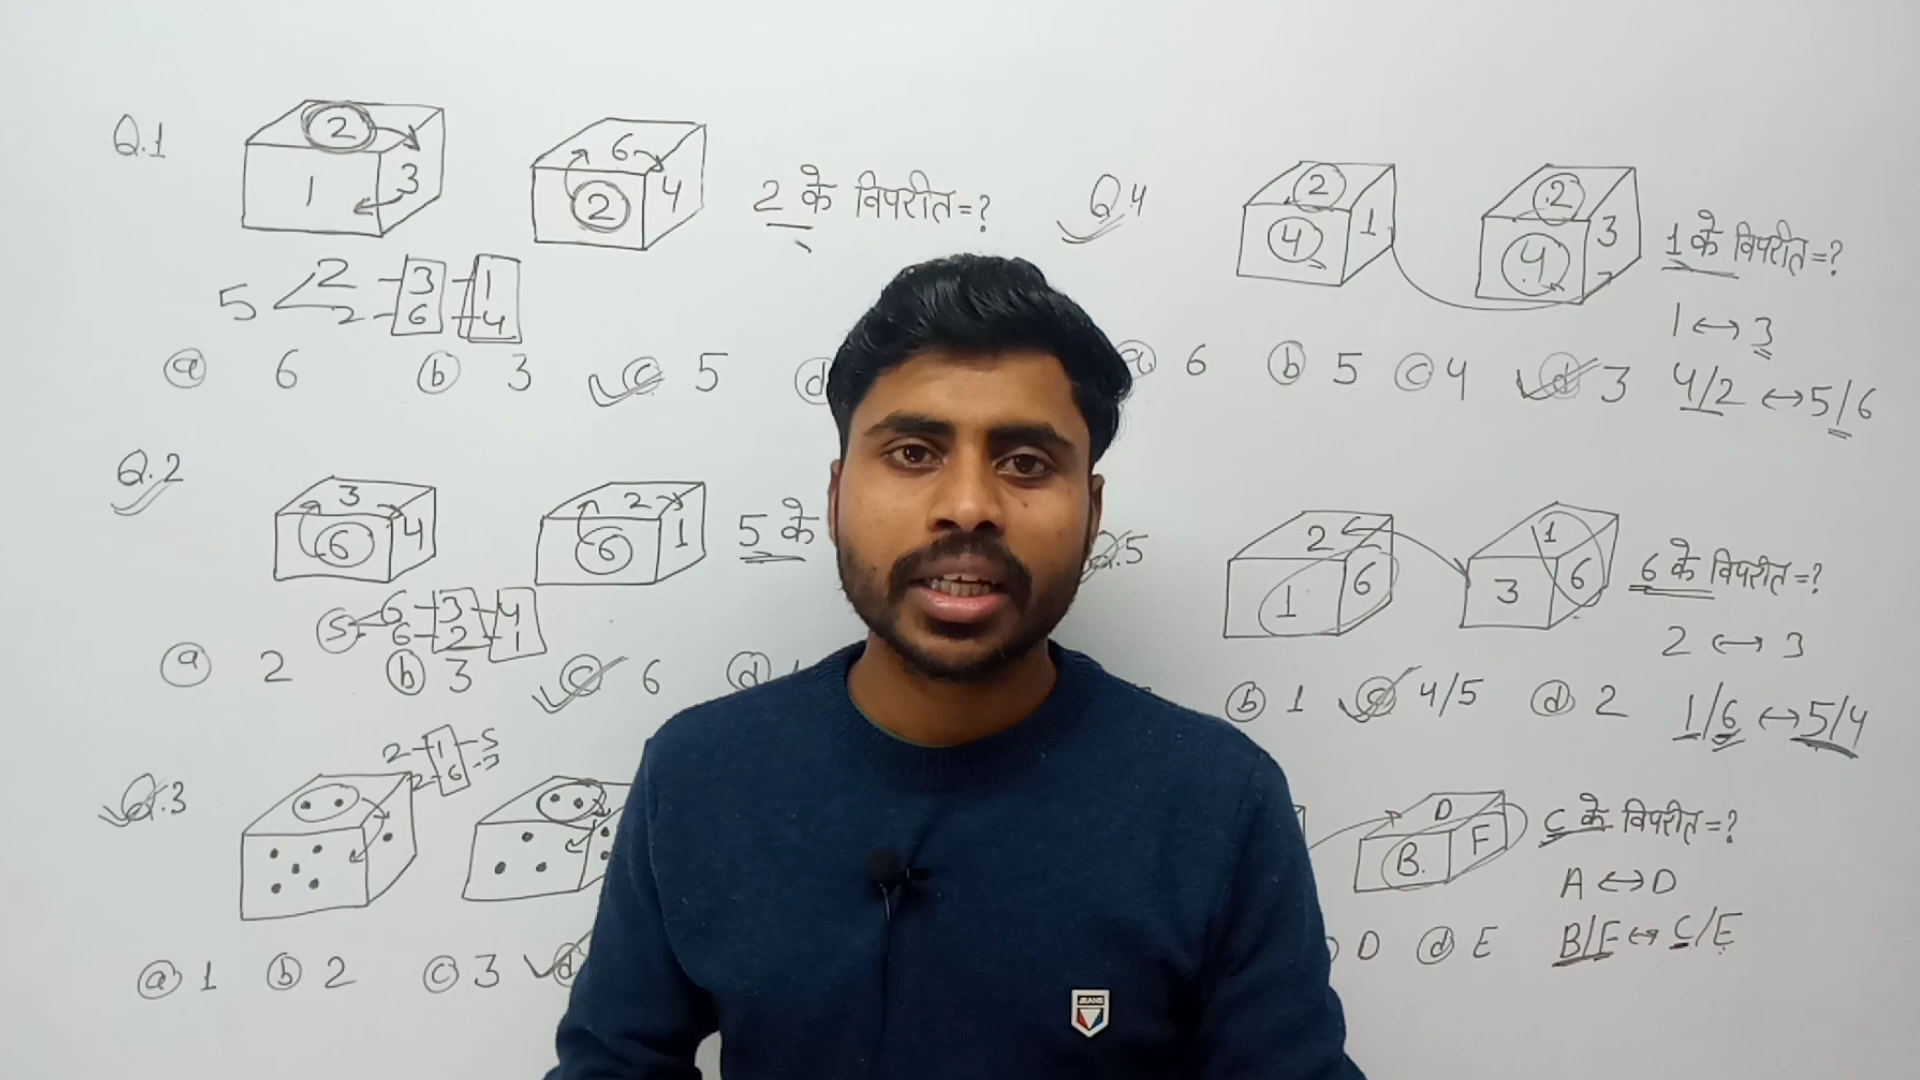 Q.1
2
1 3
6
2 4
2 के विपरीत=?
5 2 - 3 - 1
2 - 6 - 4
ⓐ 6 ⓑ 3 ⓒ 5 ⓓ
Q.2
3
6 4
2
6 1
5 के
5 6 - 3 - 4
6 - 2 - 1
ⓐ 2 ⓑ 3 ⓒ 6 ⓓ
Q.3
2 - 1 - 5
2 - 6 - 3
ⓐ 1 ⓑ 2 ⓒ 3 ⓓ
Q.4
2
4 1
2
4 3
1 के विपरीत=?
1 ↔ 3
4/2 ↔ 5/6
ⓐ 6 ⓑ 5 ⓒ 4 ⓓ 3
Q.5
2
1 6
1
3 6
6 के विपरीत=?
2 ↔ 3
1/6 ↔ 5/4
ⓑ 1 ⓒ 4/5 ⓓ 2
D
B. F
C के विपरीत=?
A ↔ D
B/F ↔ C/E
D ⓓ E
JEANS